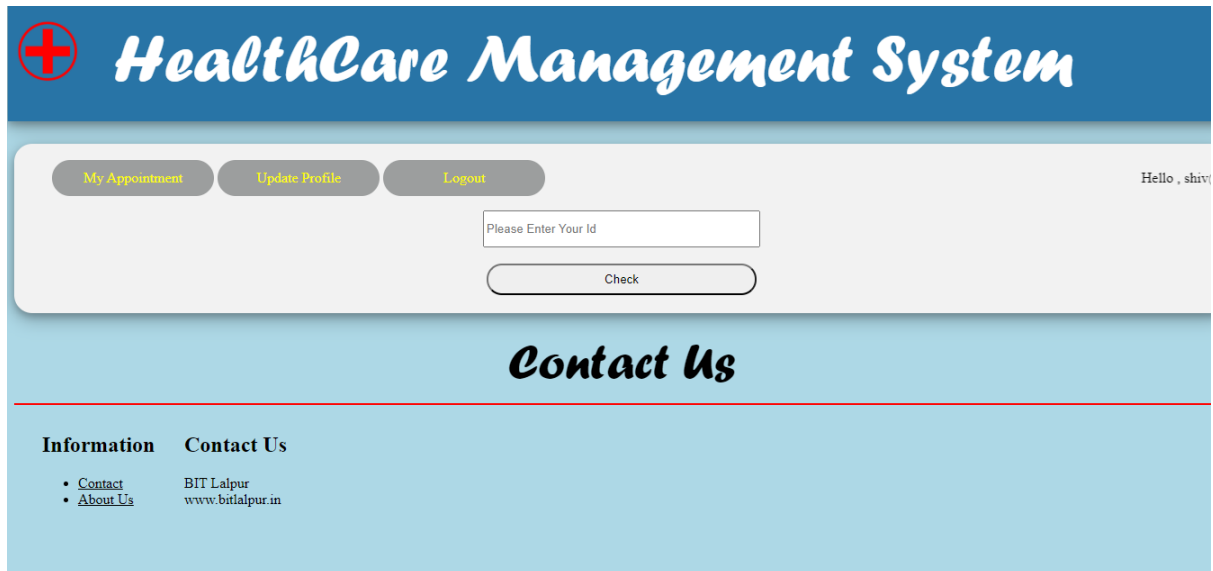 HealthCare Management System
My Appointment Update Profile Logout Hello , shiv@
Please Enter Your Id
Check
Contact Us
Information Contact Us
• Contact BIT Lalpur
• About Us www.bitlalpur.in